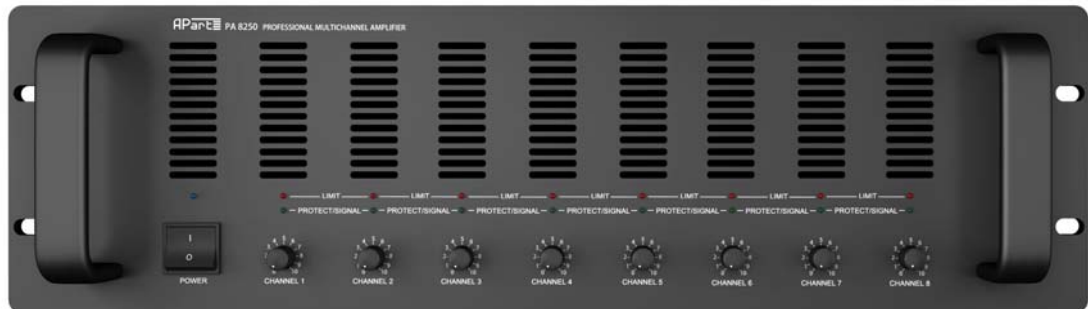 APart PA 8250 PROFESSIONAL MULTICHANNEL AMPLIFIER
LIMIT LIMIT LIMIT LIMIT LIMIT LIMIT LIMIT
PROTECT/SIGNAL PROTECT/SIGNAL PROTECT/SIGNAL PROTECT/SIGNAL PROTECT/SIGNAL PROTECT/SIGNAL PROTECT/SIGNAL
I
O
POWER CHANNEL 1 CHANNEL 2 CHANNEL 3 CHANNEL 4 CHANNEL 5 CHANNEL 6 CHANNEL 7 CHANNEL 8